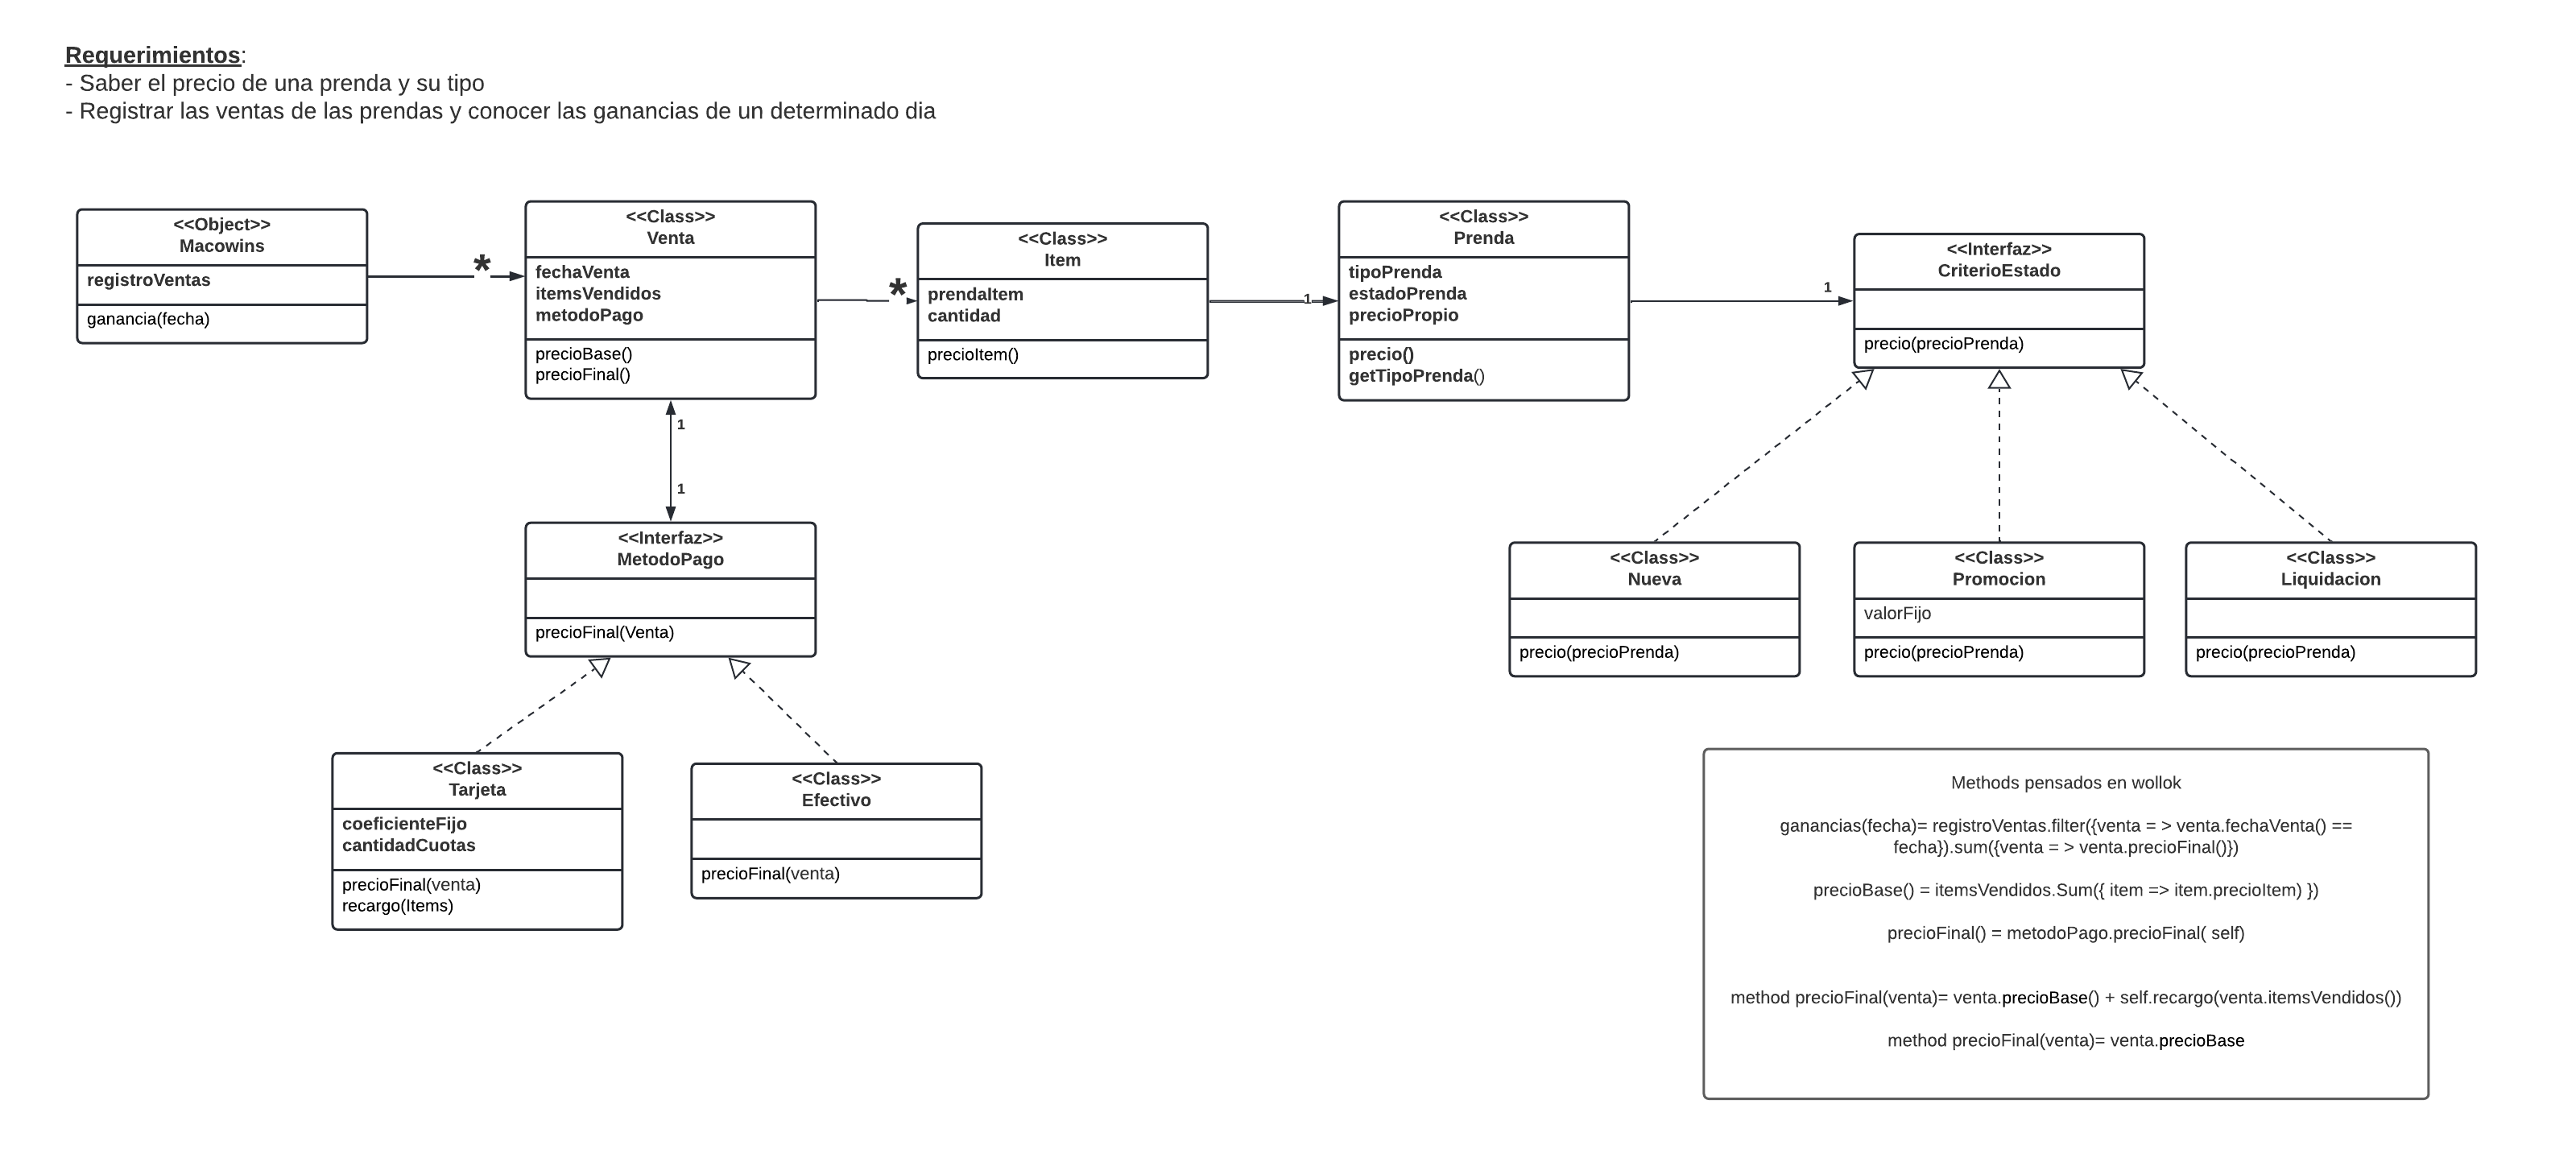 Requerimientos:
- Saber el precio de una prenda y su tipo
- Registrar las ventas de las prendas y conocer las ganancias de un determinado dia
<<Object>>
Macowins
registroVentas
ganancia(fecha)
*
<<Class>>
Venta
fechaVenta
itemsVendidos
metodoPago
precioBase()
precioFinal()
*
<<Class>>
Item
prendaItem
cantidad
precioItem()
1
<<Class>>
Prenda
tipoPrenda
estadoPrenda
precioPropio
precio()
getTipoPrenda()
1
<<Interfaz>>
CriterioEstado
precio(precioPrenda)
1
1
<<Interfaz>>
MetodoPago
precioFinal(Venta)
<<Class>>
Nueva
precio(precioPrenda)
<<Class>>
Promocion
valorFijo
precio(precioPrenda)
<<Class>>
Liquidacion
precio(precioPrenda)
<<Class>>
Tarjeta
coeficienteFijo
cantidadCuotas
precioFinal(venta)
recargo(Items)
<<Class>>
Efectivo
precioFinal(venta)
Methods pensados en wollok
ganancias(fecha)= registroVentas.filter({venta = > venta.fechaVenta() ==
fecha}).sum({venta = > venta.precioFinal()})
precioBase() = itemsVendidos.Sum({ item => item.precioItem) })
precioFinal() = metodoPago.precioFinal( self)
method precioFinal(venta)= venta.precioBase() + self.recargo(venta.itemsVendidos())
method precioFinal(venta)= venta.precioBase